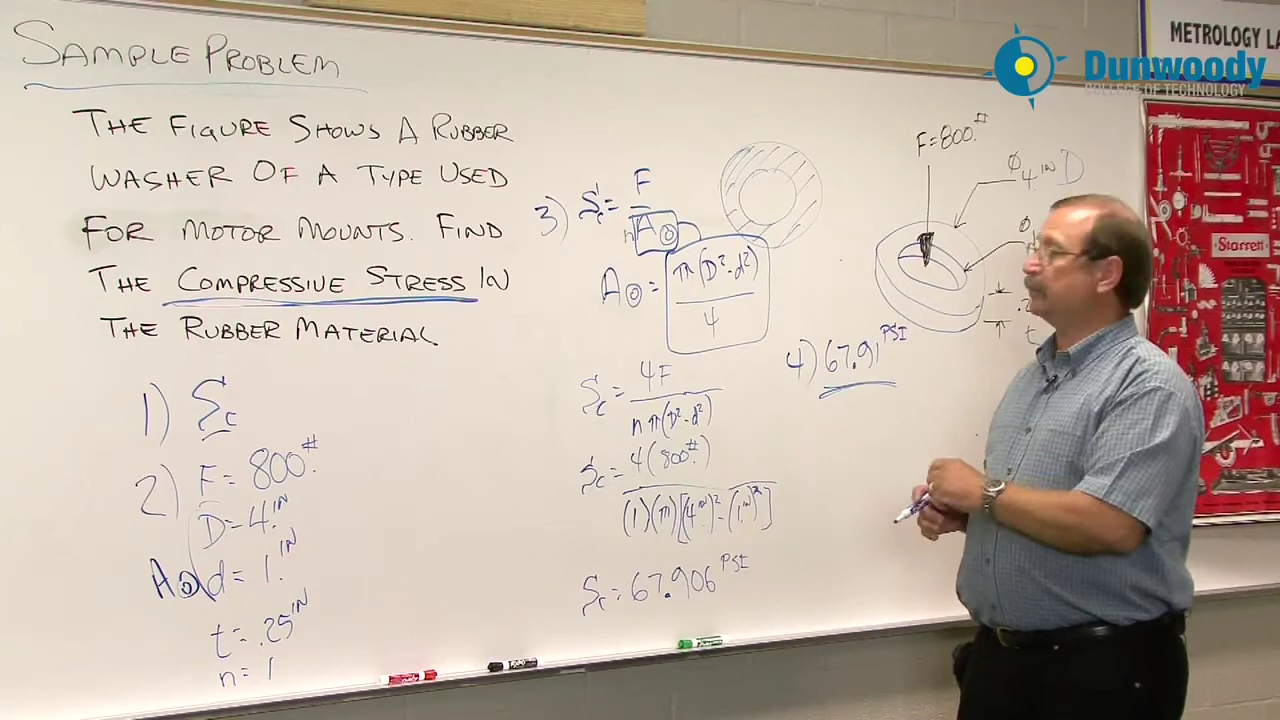 SAMPLE PROBLEM
THE FIGURE SHOWS A RUBBER
WASHER OF A TYPE USED
FOR MOTOR MOUNTS. FIND
THE COMPRESSIVE STRESS IN
THE RUBBER MATERIAL
1) Sc
2) F = 800.#
D = 4.IN
A⊙ d = 1.IN
t = .25IN
n = 1
3) Sc = F
nA⊙
A⊙ = π(D²-d²)
4
Sc = 4F
nπ(D²-d²)
Sc = 4(800.#)
(1)(π)[(4.IN)² - (1.IN)²]
Sc = 67.906 PSI
4) 67.91 PSI
F = 800.#
Ø 4.IN D
Ø
t
Dunwoody
COLLEGE OF TECHNOLOGY
METROLOGY LA
Starrett